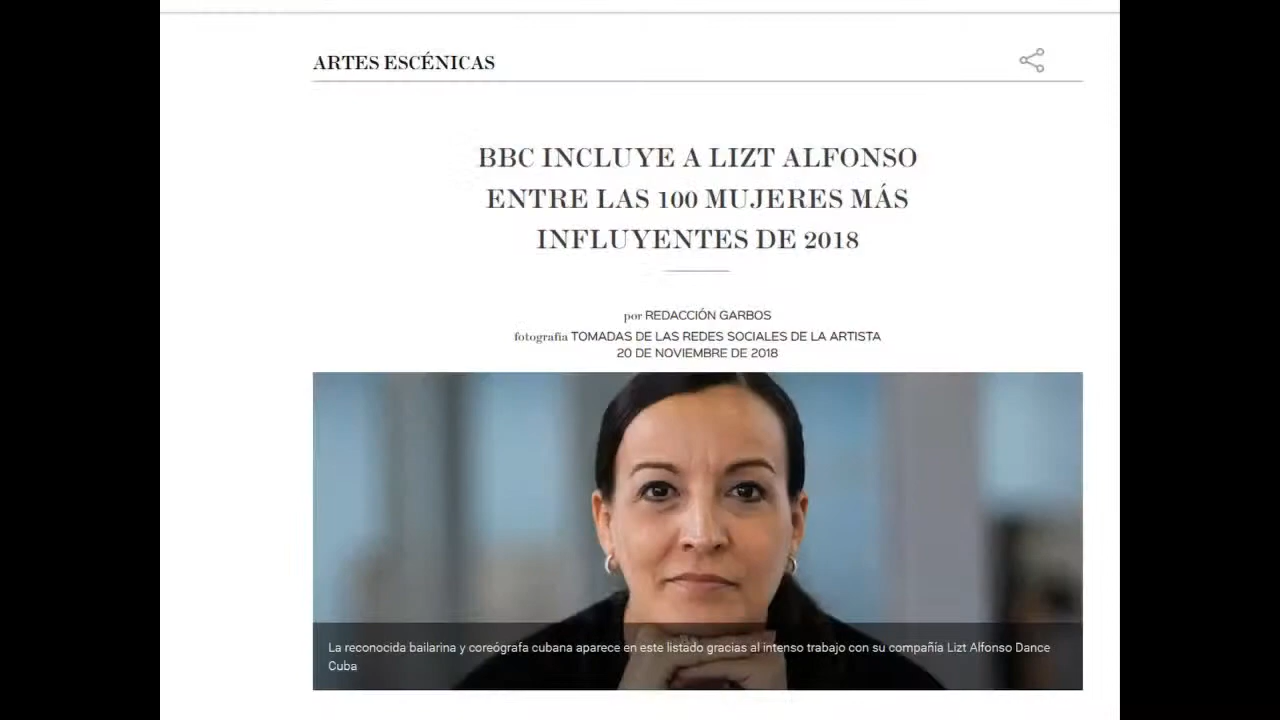 ARTES ESCÉNICAS
BBC INCLUYE A LIZT ALFONSO
ENTRE LAS 100 MUJERES MÁS
INFLUYENTES DE 2018
por REDACCIÓN GARBOS
fotografía TOMADAS DE LAS REDES SOCIALES DE LA ARTISTA
20 DE NOVIEMBRE DE 2018
La reconocida bailarina y coreógrafa cubana aparece en este listado gracias al intenso trabajo con su compañía Lizt Alfonso Dance
Cuba